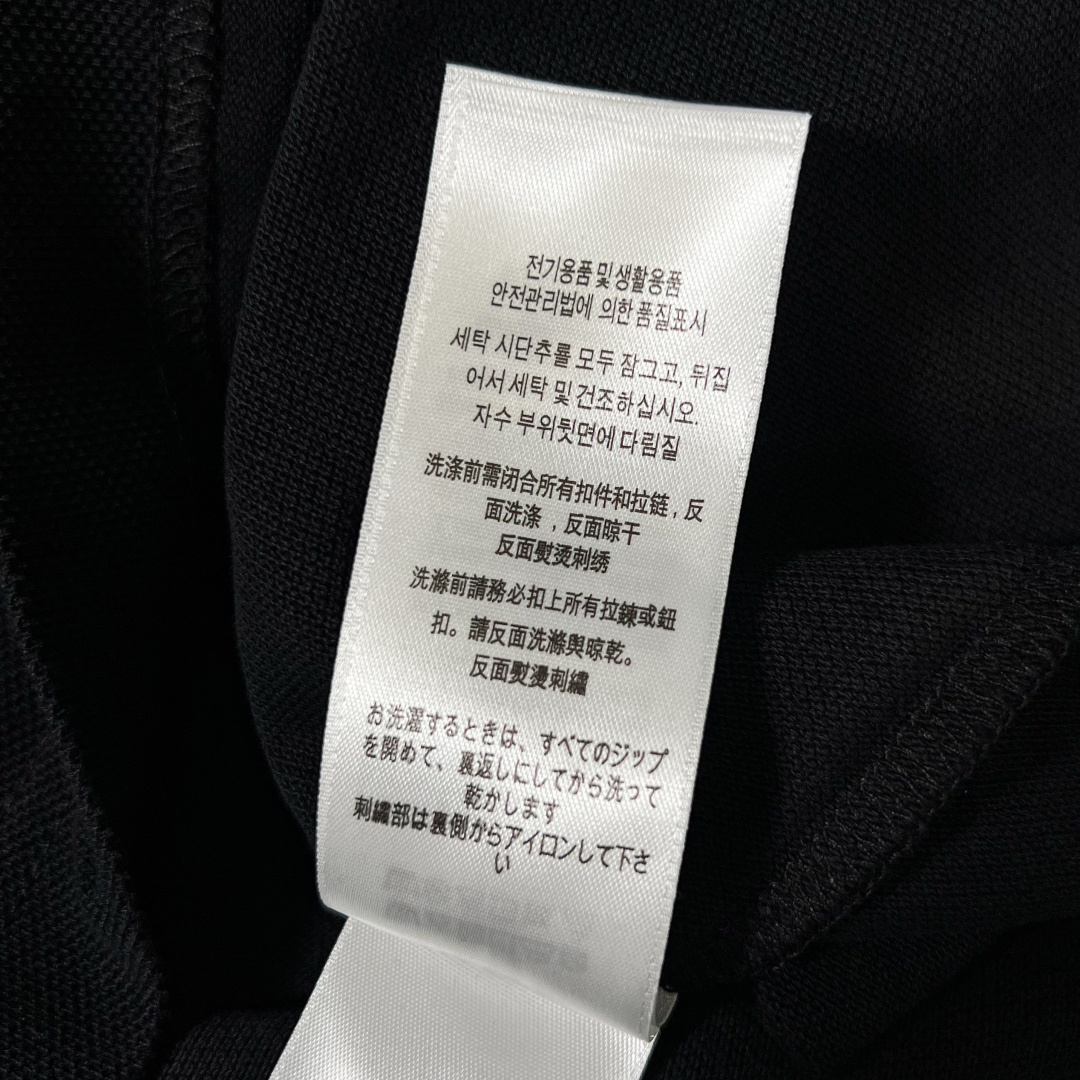 전기용품 및 생활용품
안전관리법에 의한 품질표시
세탁 시단추를 모두 잠그고, 뒤집
어서 세탁 및 건조하십시오.
자수 부위뒷면에 다림질
洗涤前需闭合所有扣件和拉链，反
面洗涤，反面晾干
反面熨烫刺绣
洗滌前請務必扣上所有拉鍊或鈕
扣。請反面洗滌與晾乾。
反面熨燙刺繡
お洗濯するときは、すべてのジップ
を閉めて、裏返しにしてから洗って
乾かします
刺繍部は裏側からアイロンして下さ
い